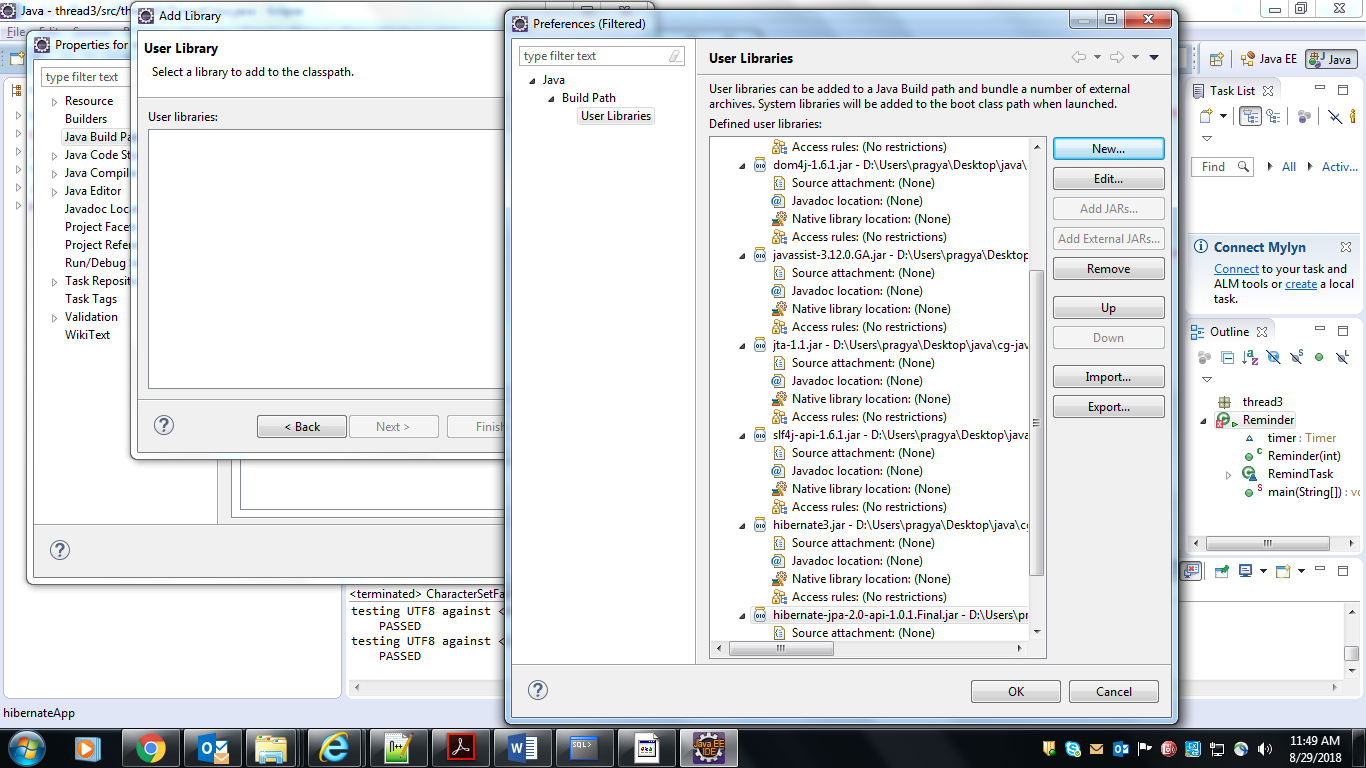 Java - thread3/src/th
Add Library
User Library
Select a library to add to the classpath.
User libraries:
< Back
Next >
Finish
Properties for
type filter text
Resource
Builders
Java Build Pa
Java Code St
Java Compil
Java Editor
Javadoc Loc
Project Facet
Project Refer
Run/Debug
Task Reposit
Task Tags
Validation
WikiText
Preferences (Filtered)
type filter text
Java
Build Path
User Libraries
User Libraries
User libraries can be added to a Java Build path and bundle a number of external
archives. System libraries will be added to the boot class path when launched.
Defined user libraries:
Access rules: (No restrictions)
dom4j-1.6.1.jar - D:\Users\pragya\Desktop\java\
Source attachment: (None)
Javadoc location: (None)
Native library location: (None)
Access rules: (No restrictions)
javassist-3.12.0.GA.jar - D:\Users\pragya\Desktop
Source attachment: (None)
Javadoc location: (None)
Native library location: (None)
Access rules: (No restrictions)
jta-1.1.jar - D:\Users\pragya\Desktop\java\cg-jav
Source attachment: (None)
Javadoc location: (None)
Native library location: (None)
Access rules: (No restrictions)
slf4j-api-1.6.1.jar - D:\Users\pragya\Desktop\java
Source attachment: (None)
Javadoc location: (None)
Native library location: (None)
Access rules: (No restrictions)
hibernate3.jar - D:\Users\pragya\Desktop\java\c
Source attachment: (None)
Javadoc location: (None)
Native library location: (None)
Access rules: (No restrictions)
hibernate-jpa-2.0-api-1.0.1.Final.jar - D:\Users\pr
Source attachment: (None)
New...
Edit...
Add JARs...
Add External JARs...
Remove
Up
Down
Import...
Export...
OK
Cancel
Java EE
Java
Task List
Find
All
Activ...
Connect Mylyn
Connect to your task and
ALM tools or create a local
task.
Outline
thread3
Reminder
timer : Timer
Reminder(int)
RemindTask
main(String[]) : vo
<terminated> CharacterSetFa
testing UTF8 against <
PASSED
testing UTF8 against <
PASSED
hibernateApp
11:49 AM
8/29/2018